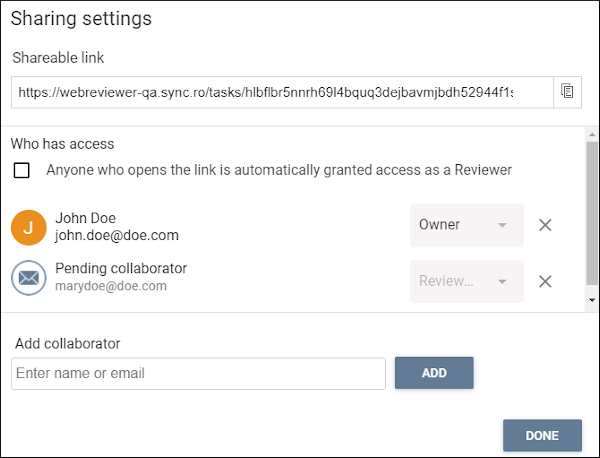 Sharing settings
Shareable link
https://webreviewer-qa.sync.ro/tasks/hlbflbr5nnrh69l4bquq3dejbavmjbdh52944f1s
Who has access
Anyone who opens the link is automatically granted access as a Reviewer
J
John Doe
Owner
john.doe@doe.com
Pending collaborator
Review...
marydoe@doe.com
Add collaborator
Enter name or email
ADD
DONE